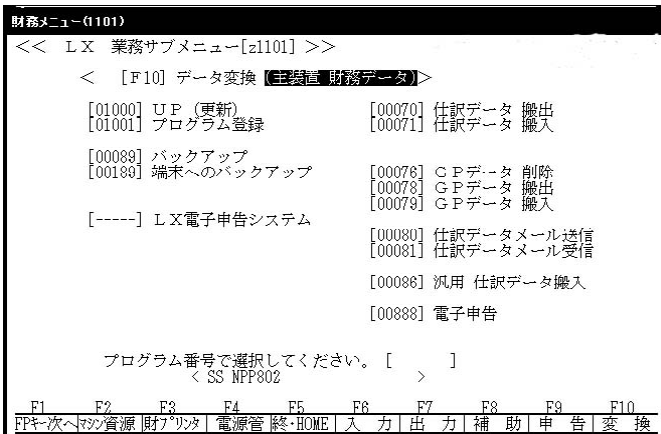 財務メニュー(1101)
<< ＬＸ 業務サブメニュー[z1101] >>
< [F10] データ変換 (主装置 財務データ)>
[01000] ＵＰ (更新)
[01001] プログラム登録
[00089] バックアップ
[00189] 端末へのバックアップ
[-----] ＬＸ電子申告システム
[00070] 仕訳データ 搬出
[00071] 仕訳データ 搬入
[00076] ＧＰデータ 削除
[00078] ＧＰデータ 搬出
[00079] ＧＰデータ 搬入
[00080] 仕訳データメール送信
[00081] 仕訳データメール受信
[00086] 汎用 仕訳データ搬入
[00888] 電子申告
プログラム番号で選択してください。 [ ]
< SS NPP802 >
F1 F2 F3 F4 F5 F6 F7 F8 F9 F10
FPｷｰ次へ ﾏｼﾝ資源 財ﾌﾟﾘﾝﾀ 電源管 終･HOME 入 力 出 力 補 助 申 告 変 換